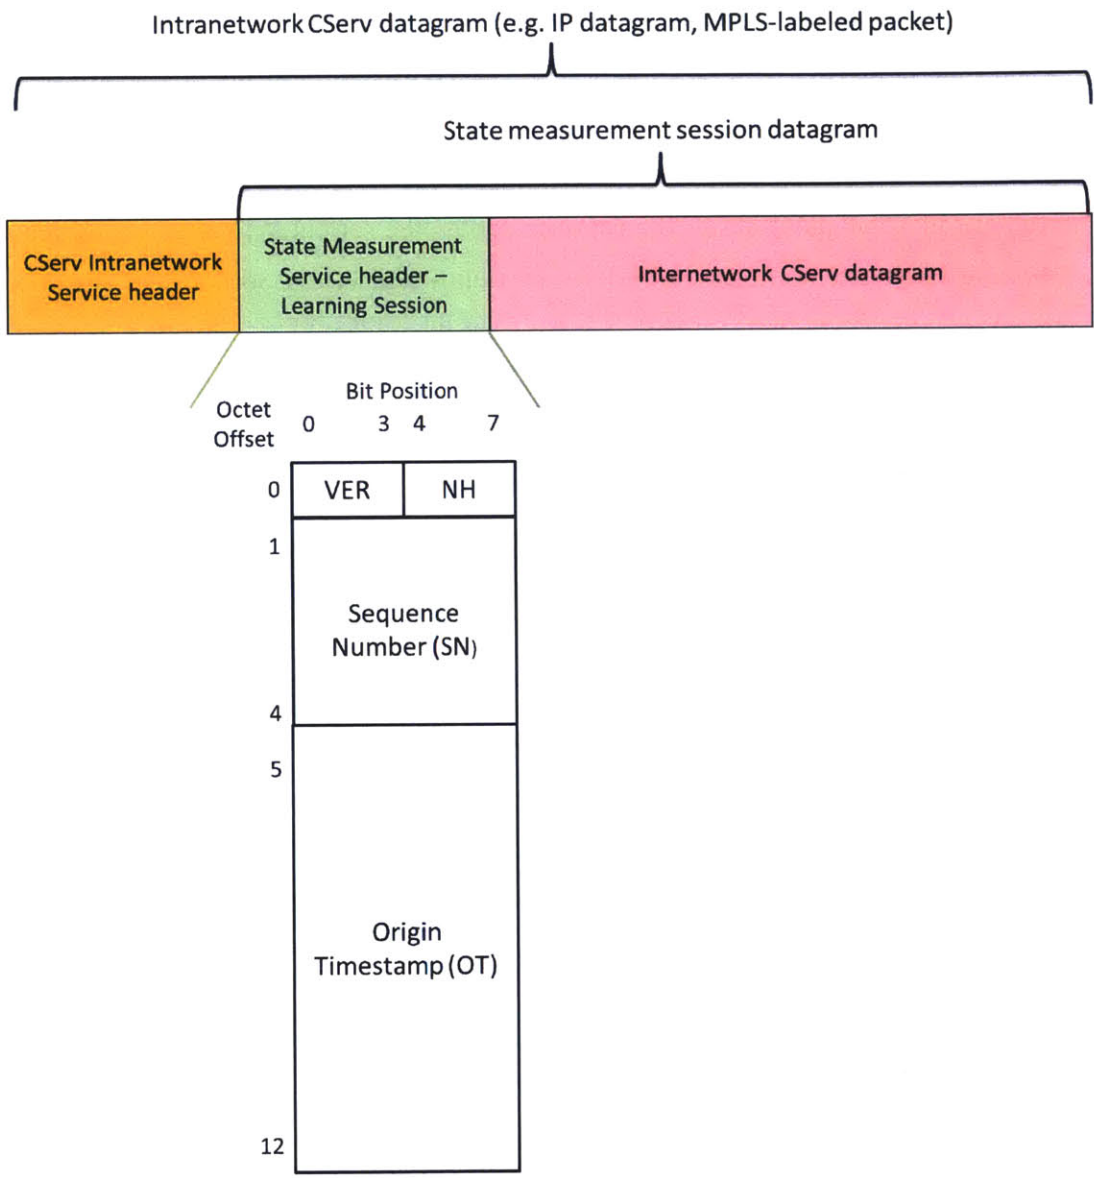 Intranetwork CServ datagram (e.g. IP datagram, MPLS-labeled packet)
State measurement session datagram
CServ Intranetwork
Service header
State Measurement
Service header –
Learning Session
Internetwork CServ datagram
Bit Position
Octet
Offset
0 3 4 7
0 VER NH
1
Sequence
Number (SN)
4
5
Origin
Timestamp (OT)
12